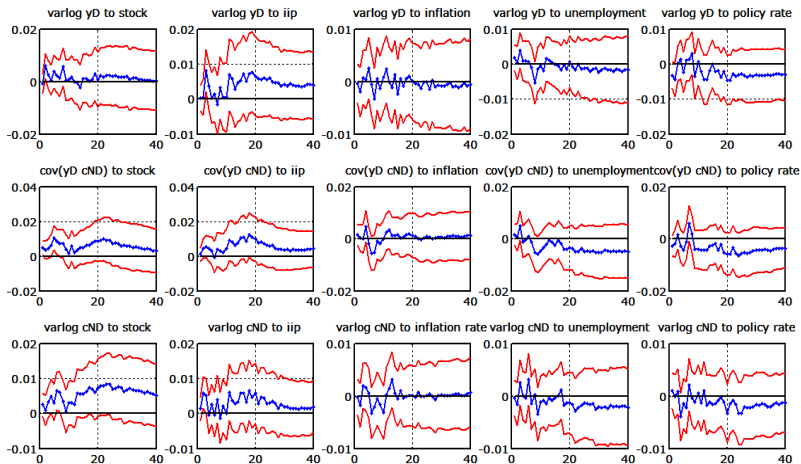 varlog yD to stock
0.02
0
-0.02
0 20 40
varlog yD to iip
0.02
0.01
0
-0.01
0 20 40
varlog yD to inflation
0.01
0
-0.01
0 20 40
varlog yD to unemployment
0.01
0
-0.01
-0.02
0 20 40
varlog yD to policy rate
0.01
0
-0.01
-0.02
0 20 40
cov(yD cND) to stock
0.04
0.02
0
-0.02
0 20 40
cov(yD cND) to iip
0.04
0.02
0
-0.02
0 20 40
cov(yD cND) to inflation
0.02
0
-0.02
0 20 40
cov(yD cND) to unemployment
0.02
0
-0.02
0 20 40
cov(yD cND) to policy rate
0.02
0
-0.02
0 20 40
varlog cND to stock
0.02
0.01
0
-0.01
0 20 40
varlog cND to iip
0.02
0.01
0
-0.01
0 20 40
varlog cND to inflation rate
0.01
0
-0.01
0 20 40
varlog cND to unemployment
0.01
0
-0.01
0 20 40
varlog cND to policy rate
0.01
0
-0.01
0 20 40